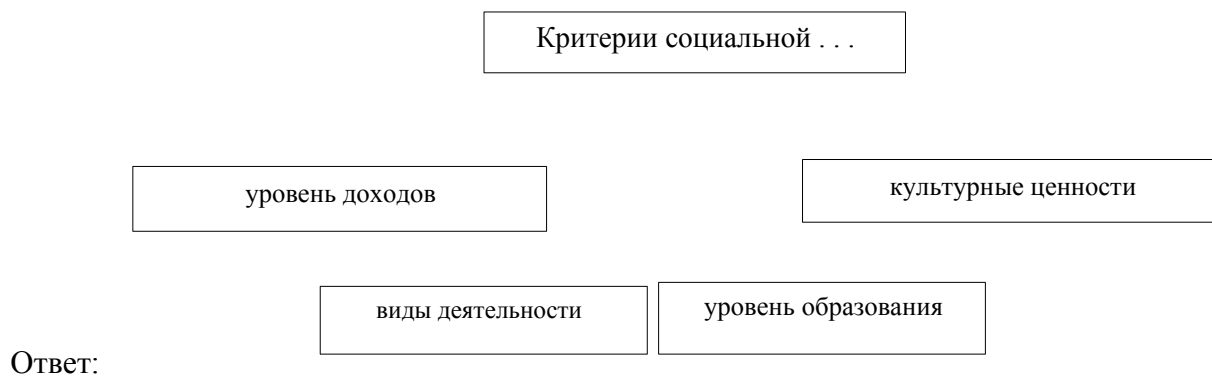 Критерии социальной . . .
уровень доходов
культурные ценности
виды деятельности
уровень образования
Ответ: